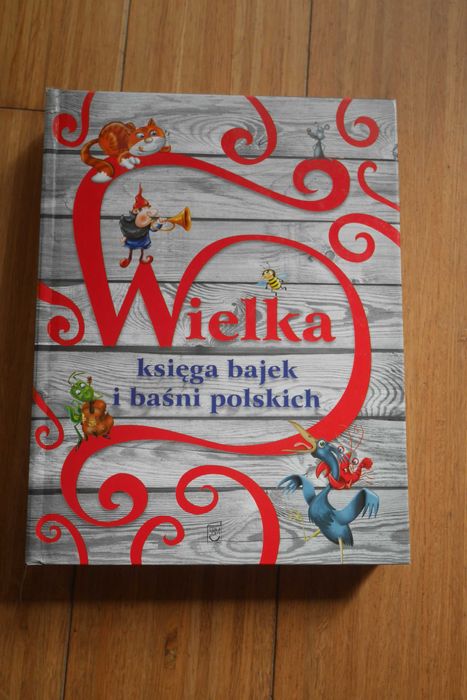 Wielka
księga bajek
i baśni polskich